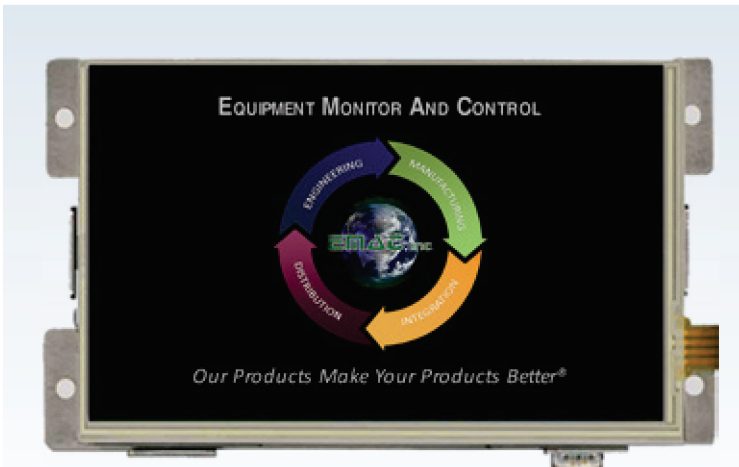 EQUIPMENT MONITOR AND CONTROL
ENGINEERING
MANUFACTURING
EMAC, inc
DISTRIBUTION
INTEGRATION
Our Products Make Your Products Better®